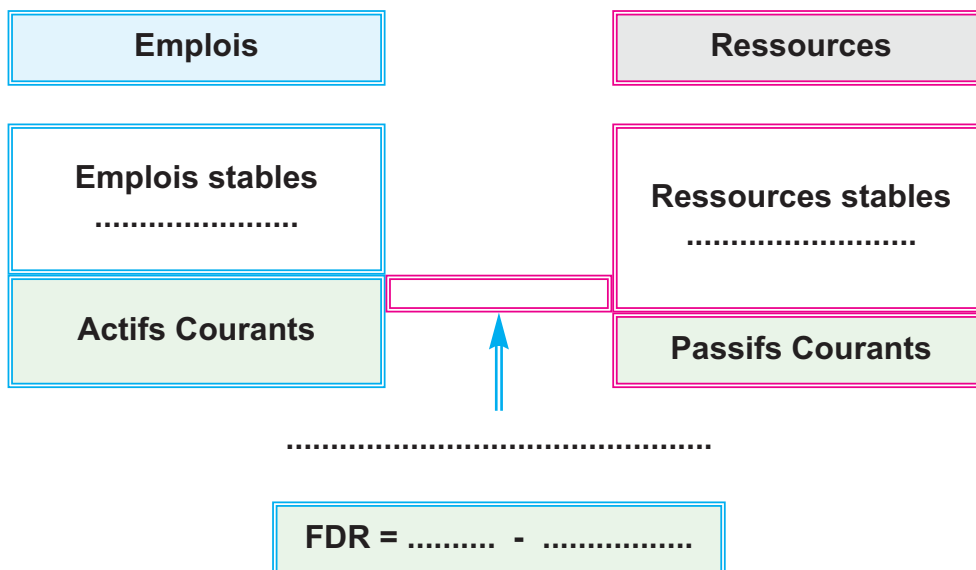 Emplois
Ressources
Emplois stables
.......................
Ressources stables
..........................
Actifs Courants
Passifs Courants
................................................
FDR = .......... - .................